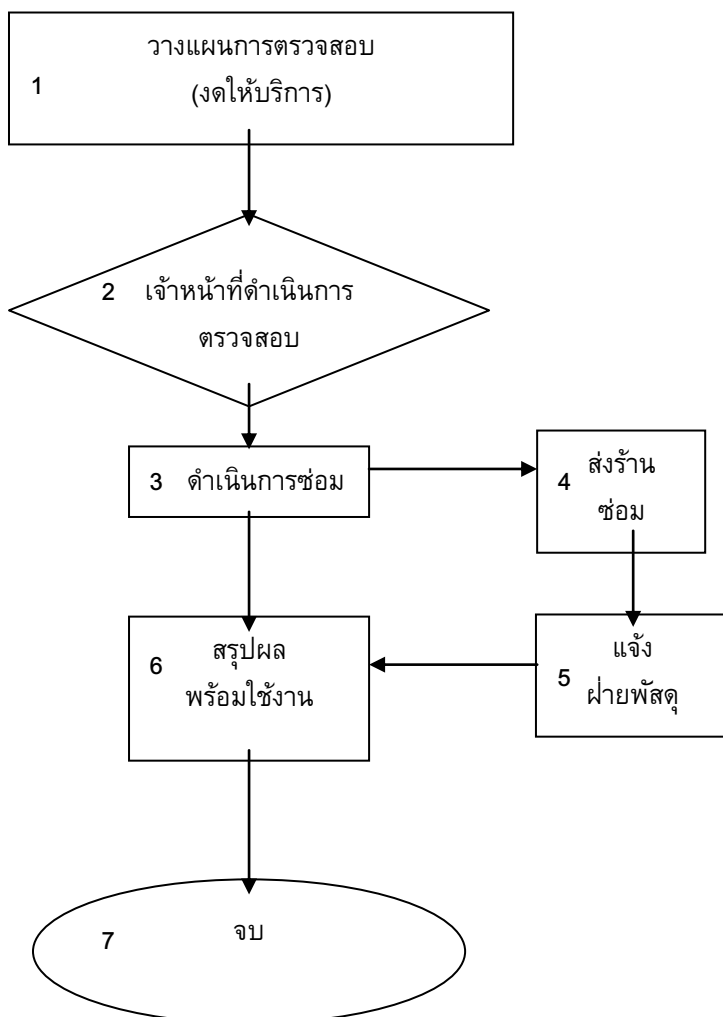 วางแผนการตรวจสอบ
1 (งดให้บริการ)
2 เจ้าหน้าที่ดำเนินการ
ตรวจสอบ
3 ดำเนินการซ่อม
4 ส่งร้าน
ซ่อม
5 แจ้ง
ฝ่ายพัสดุ
6 สรุปผล
พร้อมใช้งาน
7 จบ